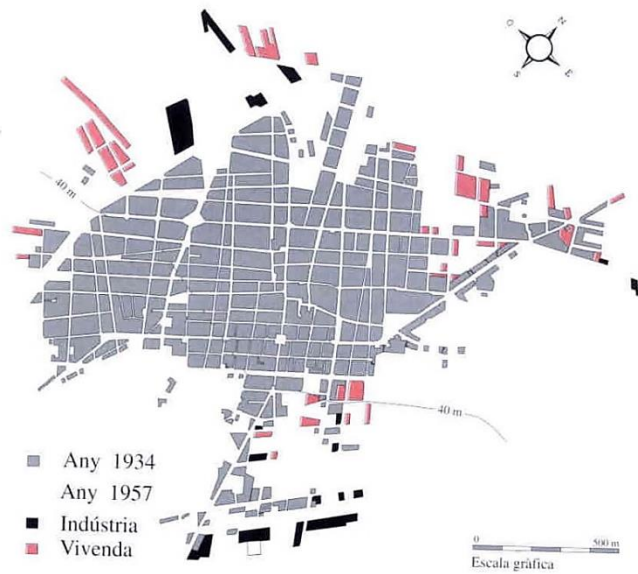 O N
S E
40 m
40 m
Any 1934
Any 1957
Indústria
Vivenda
0 500 m
Escala gràfica